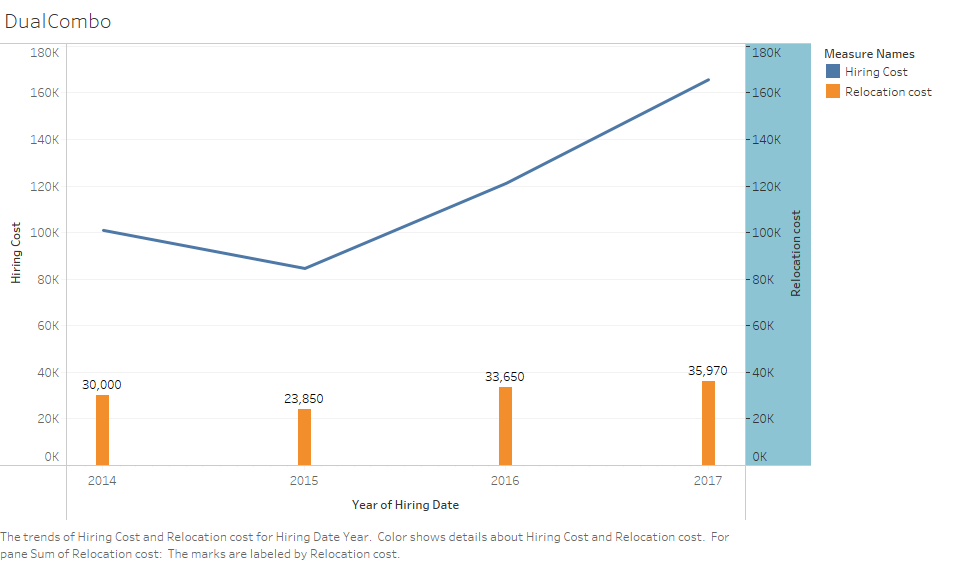 DualCombo
180K
160K
140K
120K
100K
80K
60K
40K
20K
0K
Hiring Cost
30,000
23,850
33,650
35,970
2014 2015 2016 2017
Year of Hiring Date
180K
160K
140K
120K
100K
80K
60K
40K
20K
0K
Relocation cost
Measure Names
Hiring Cost
Relocation cost
The trends of Hiring Cost and Relocation cost for Hiring Date Year.  Color shows details about Hiring Cost and Relocation cost.  For
pane Sum of Relocation cost:  The marks are labeled by Relocation cost.